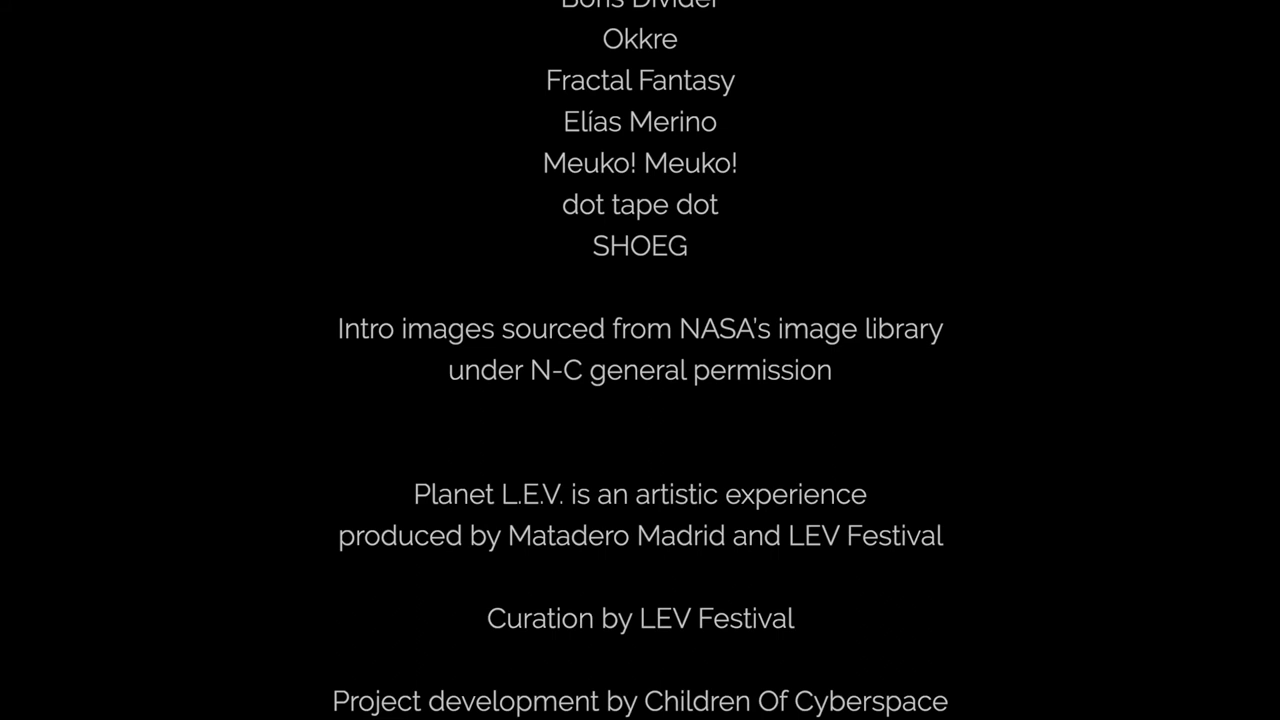 Boris Divider
Okkre
Fractal Fantasy
Elías Merino
Meuko! Meuko!
dot tape dot
SHOEG
Intro images sourced from NASA's image library
under N-C general permission
Planet L.E.V. is an artistic experience
produced by Matadero Madrid and LEV Festival
Curation by LEV Festival
Project development by Children Of Cyberspace